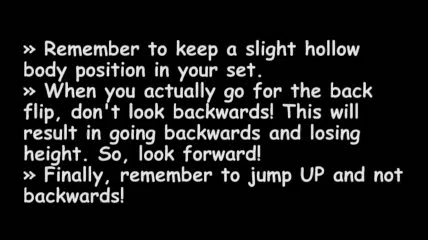 » Remember to keep a slight hollow
body position in your set.
» When you actually go for the back
flip, don't look backwards! This will
result in going backwards and losing
height. So, look forward!
» Finally, remember to jump UP and not
backwards!